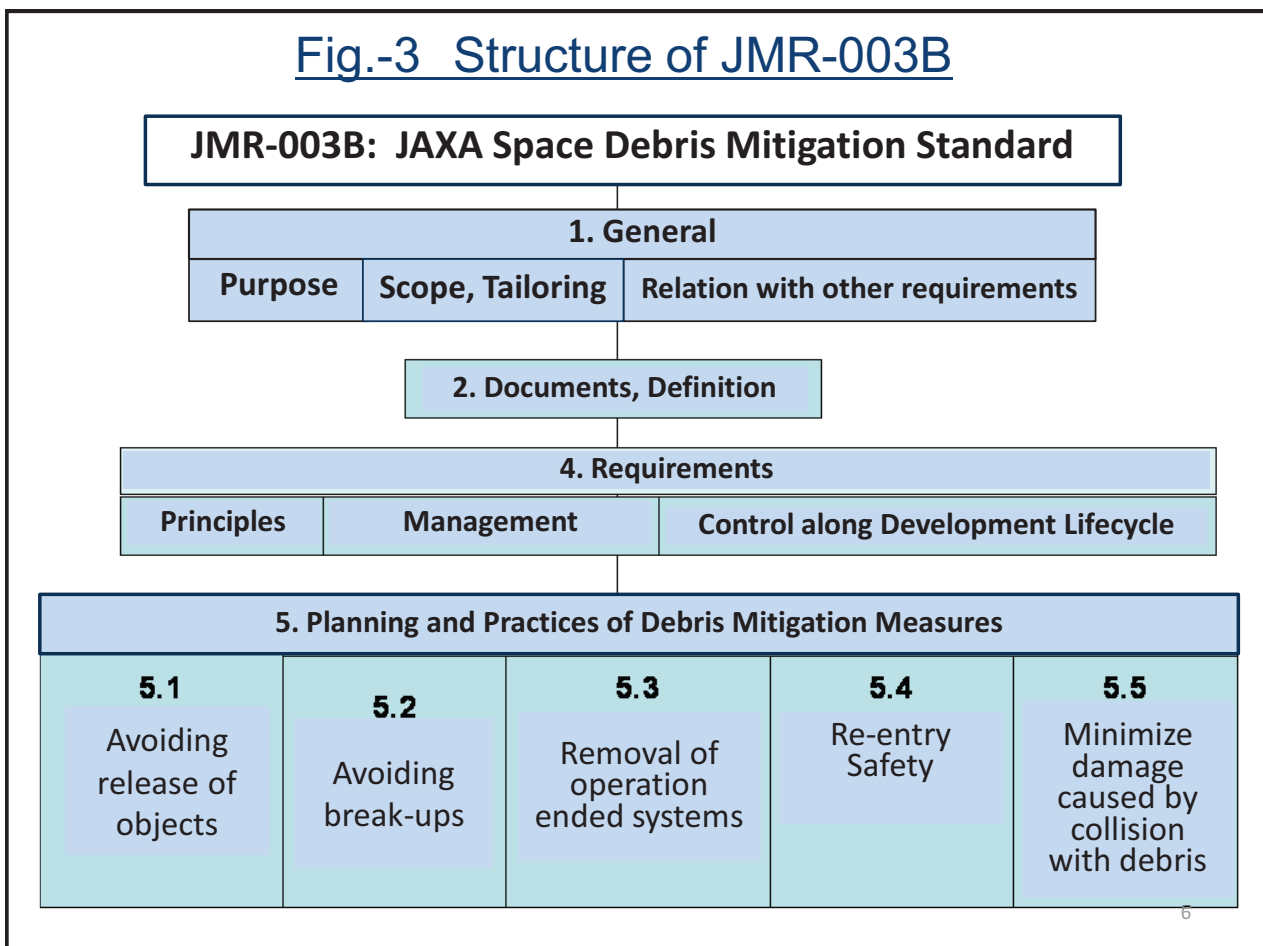 Fig.-3 Structure of JMR-003B
JMR-003B: JAXA Space Debris Mitigation Standard
1. General
Purpose
Scope, Tailoring
Relation with other requirements
2. Documents, Definition
4. Requirements
Principles
Management
Control along Development Lifecycle
5. Planning and Practices of Debris Mitigation Measures
5.1
Avoiding
release of
objects
5.2
Avoiding
break-ups
5.3
Removal of
operation
ended systems
5.4
Re-entry
Safety
5.5
Minimize
damage
caused by
collision
with debris
6